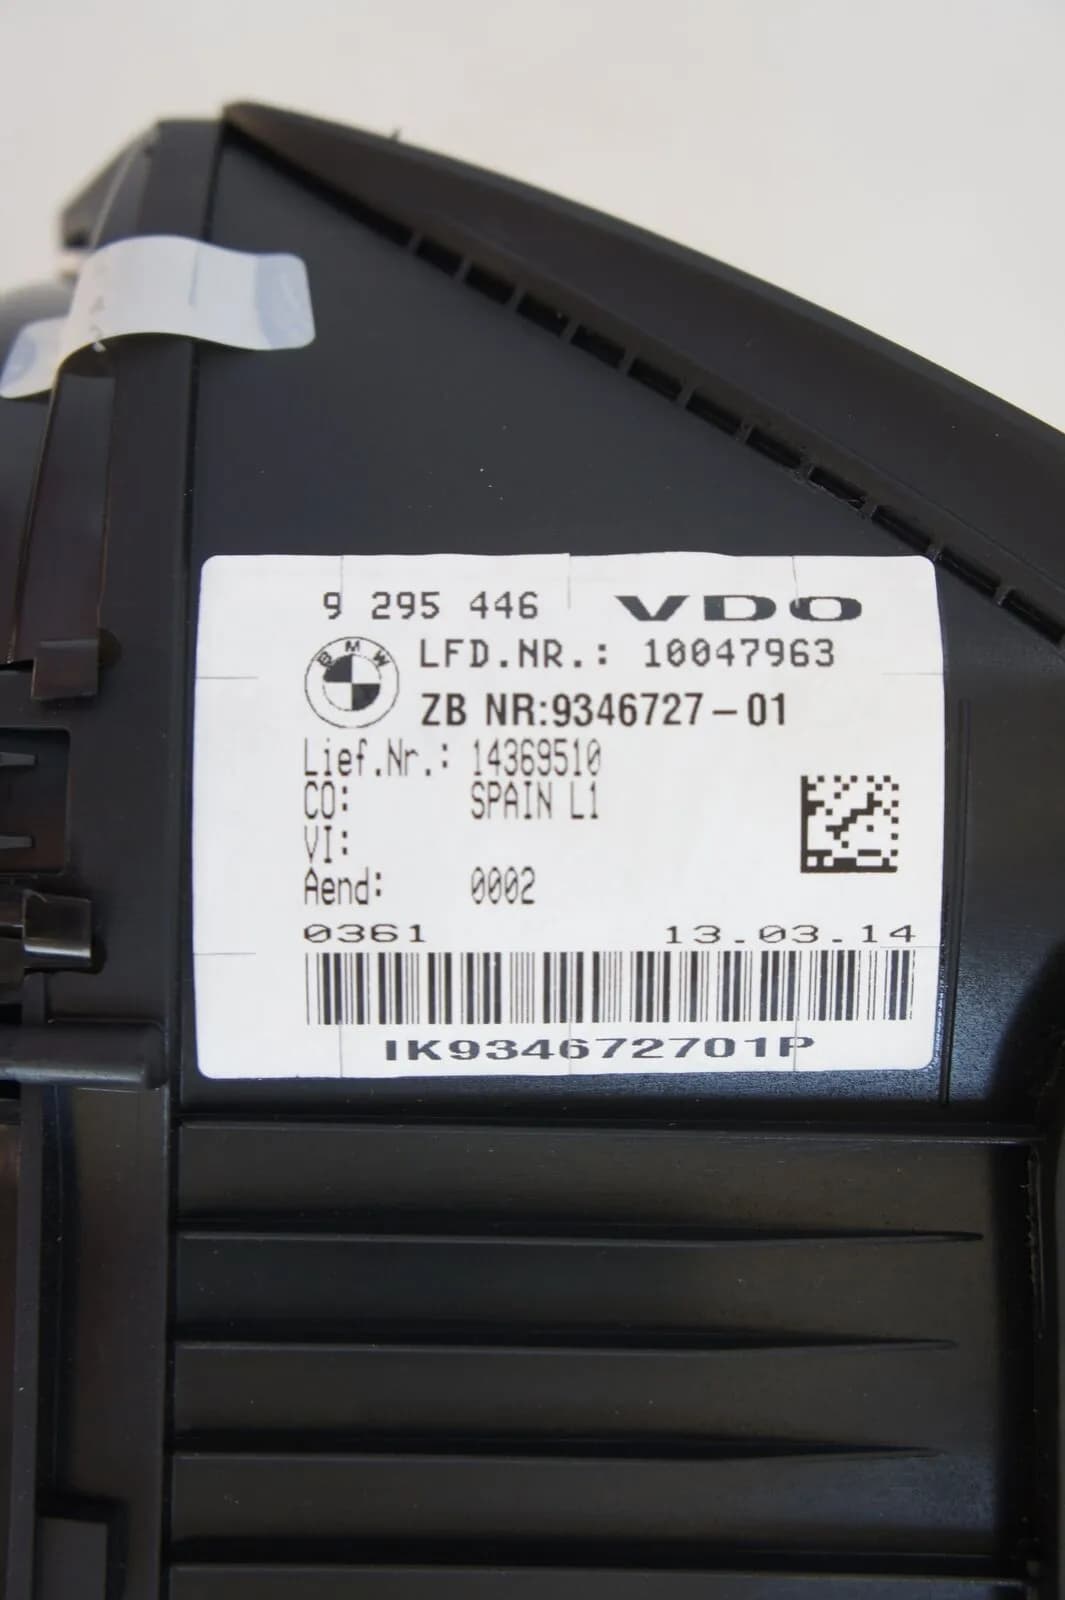 9 295 446 VDO
BMW
LFD.NR.: 10047963
ZB NR:9346727-01
Lief.Nr.: 14369510
CO: SPAIN L1
VI:
Aend: 0002
0361 13.03.14
IK934672701P